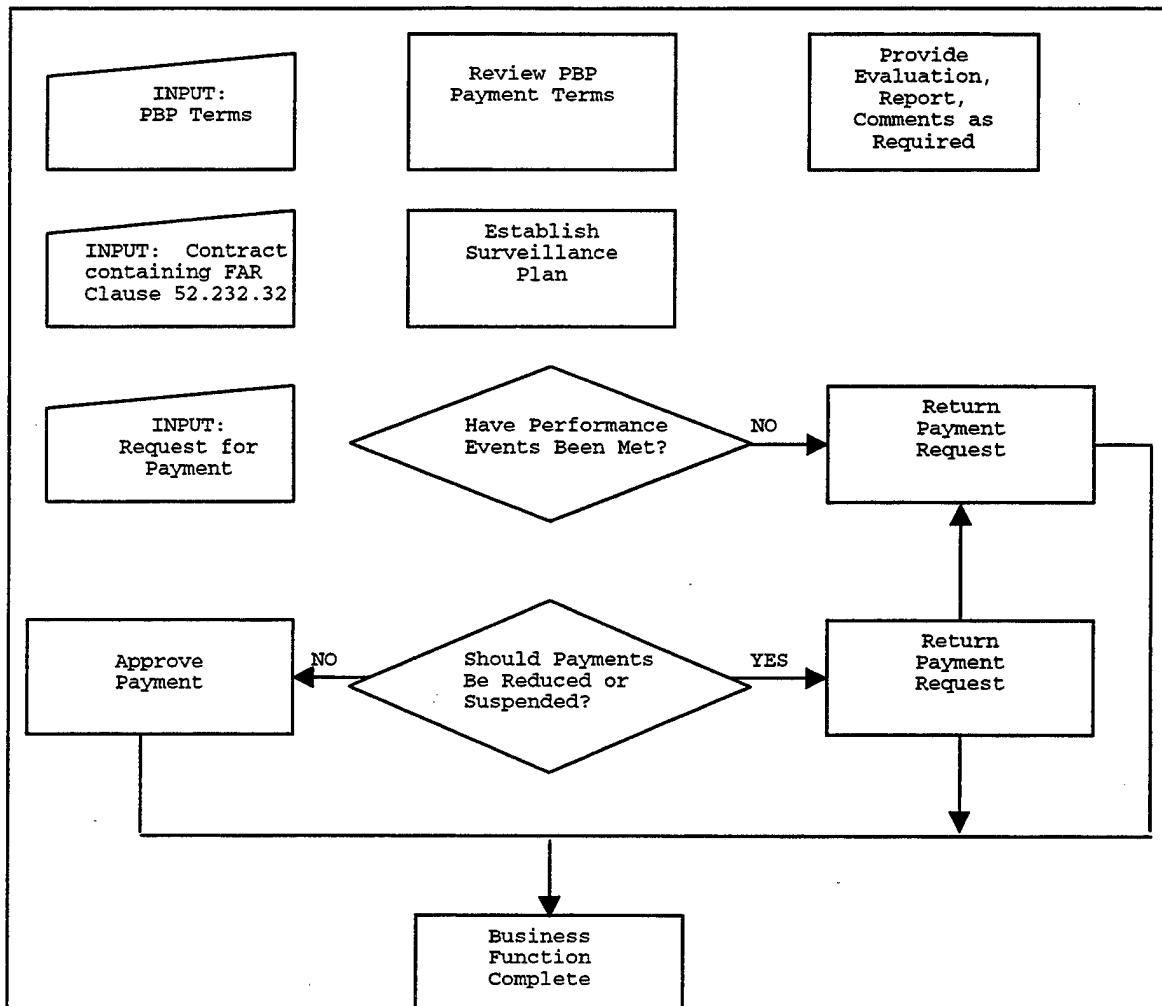 INPUT:
PBP Terms
Review PBP
Payment Terms
Provide
Evaluation,
Report,
Comments as
Required
INPUT: Contract
containing FAR
Clause 52.232.32
Establish
Surveillance
Plan
INPUT:
Request for
Payment
Have Performance
Events Been Met?
NO
Return
Payment
Request
Approve
Payment
NO
Should Payments
Be Reduced or
Suspended?
YES
Return
Payment
Request
Business
Function
Complete